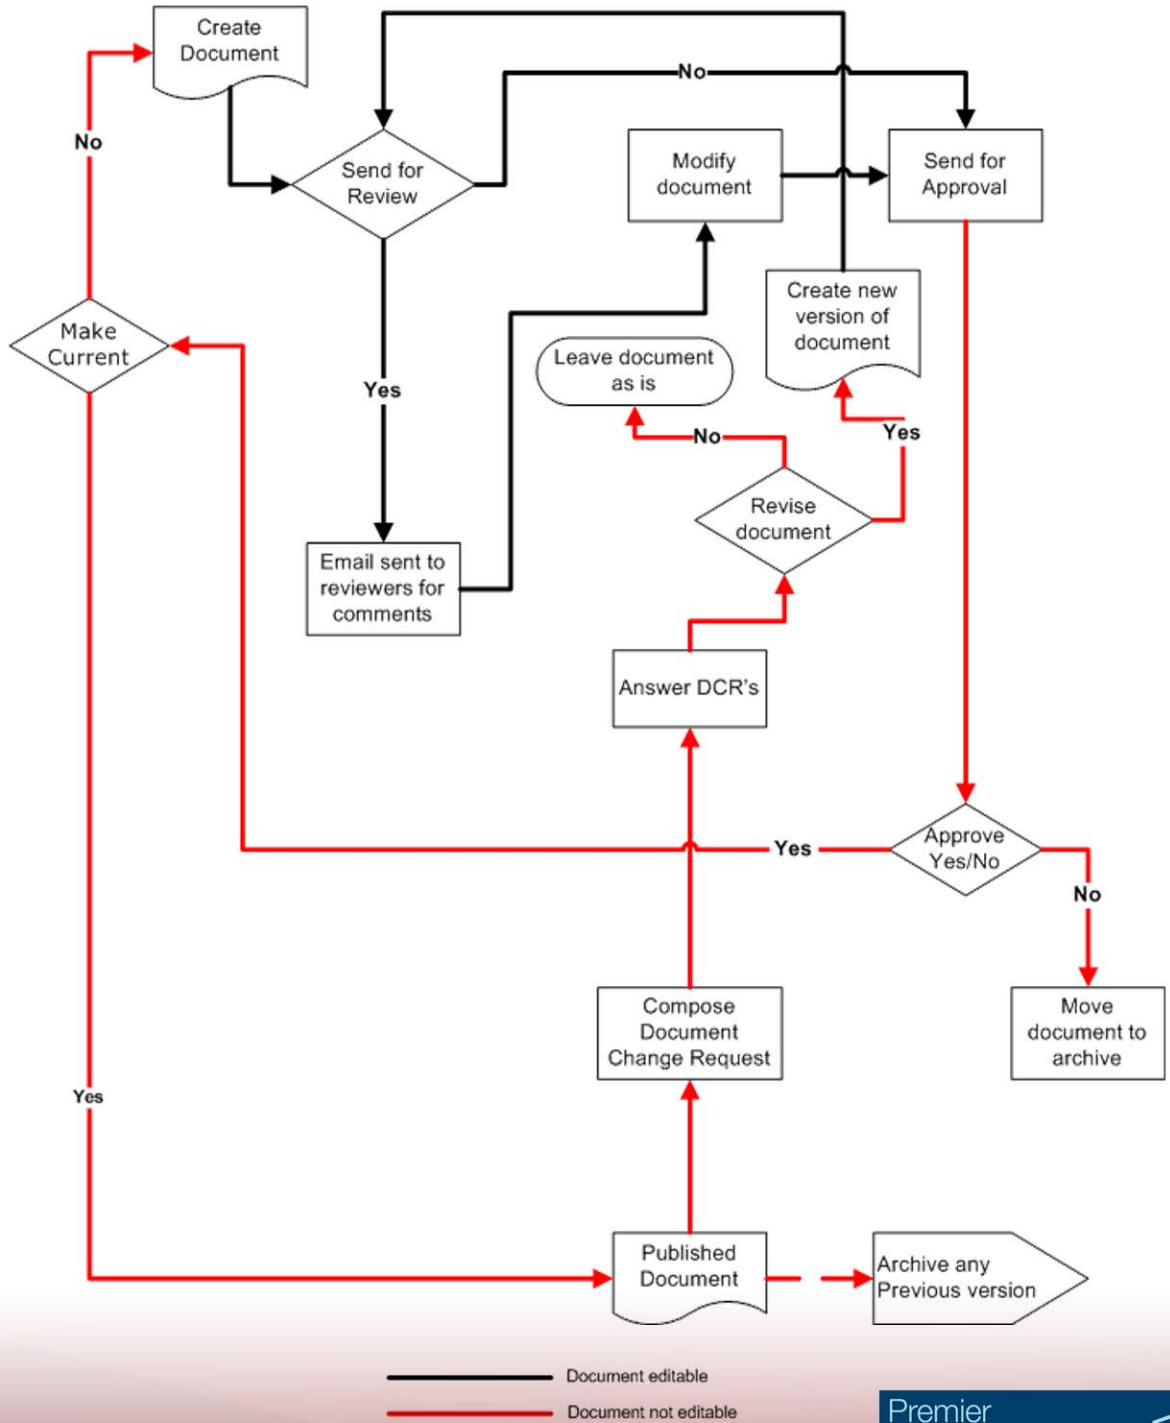 Create
Document
No
No
Send for
Review
Modify
document
Send for
Approval
Create new
version of
document
Make
Current
Leave document
as is
Yes
No
Yes
Revise
document
Email sent to
reviewers for
comments
Answer DCR's
Approve
Yes/No
Yes
No
Compose
Document
Change Request
Move
document to
archive
Yes
Published
Document
Archive any
Previous version
Document editable
Document not editable
Premier